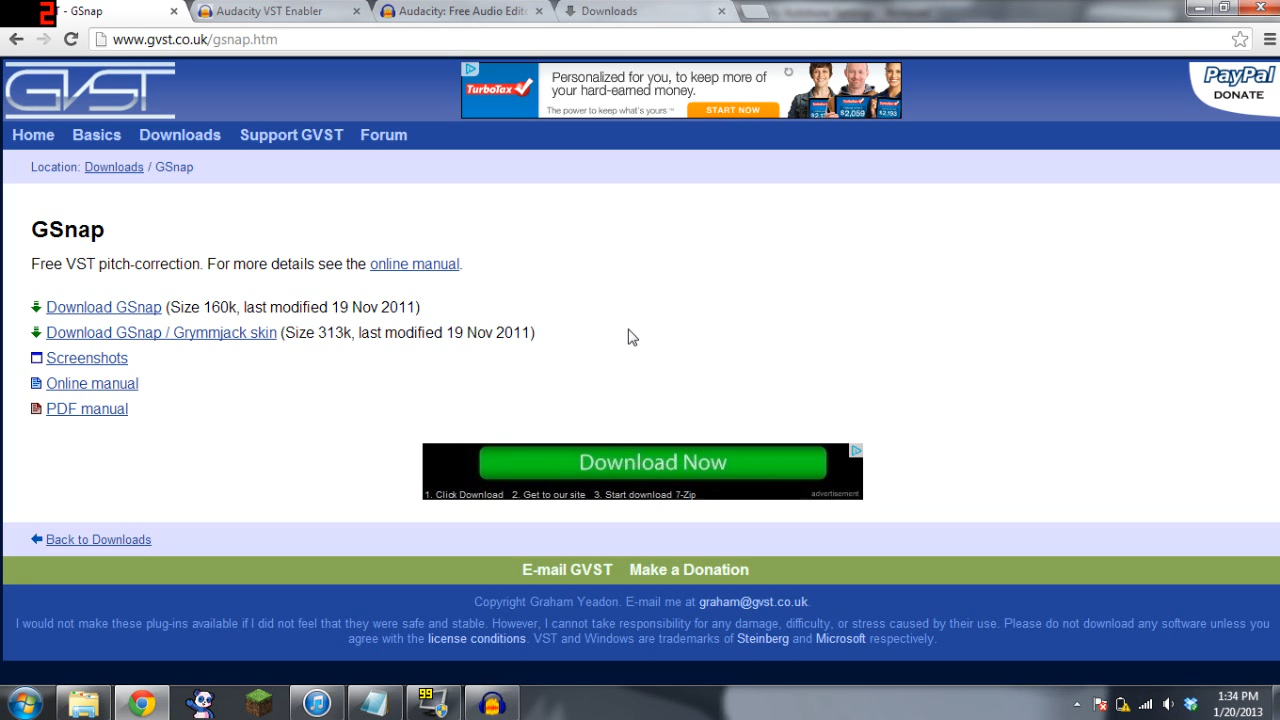 T - GSnap
Audacity VST Enabler
Audacity: Free Audio Edito
Downloads
2
www.gvst.co.uk/gsnap.htm
GVST
TurboTax
Personalized for you, to keep more of
your hard-earned money.
The power to keep what's yours™
START NOW
$2,059
PayPal
DONATE
Home Basics Downloads Support GVST Forum
Location: Downloads / GSnap
GSnap
Free VST pitch-correction. For more details see the online manual.
Download GSnap (Size 160k, last modified 19 Nov 2011)
Download GSnap / Grymmjack skin (Size 313k, last modified 19 Nov 2011)
Screenshots
Online manual
PDF manual
Download Now
1. Click Download 2. Get to our site 3. Start download 7-Zip
advertisement
Back to Downloads
E-mail GVST Make a Donation
Copyright Graham Yeadon. E-mail me at graham@gvst.co.uk.
I would not make these plug-ins available if I did not feel that they were safe and stable. However, I cannot take responsibility for any damage, difficulty, or stress caused by their use. Please do not download any software unless you
agree with the license conditions. VST and Windows are trademarks of Steinberg and Microsoft respectively.
99
1:34 PM
1/20/2013